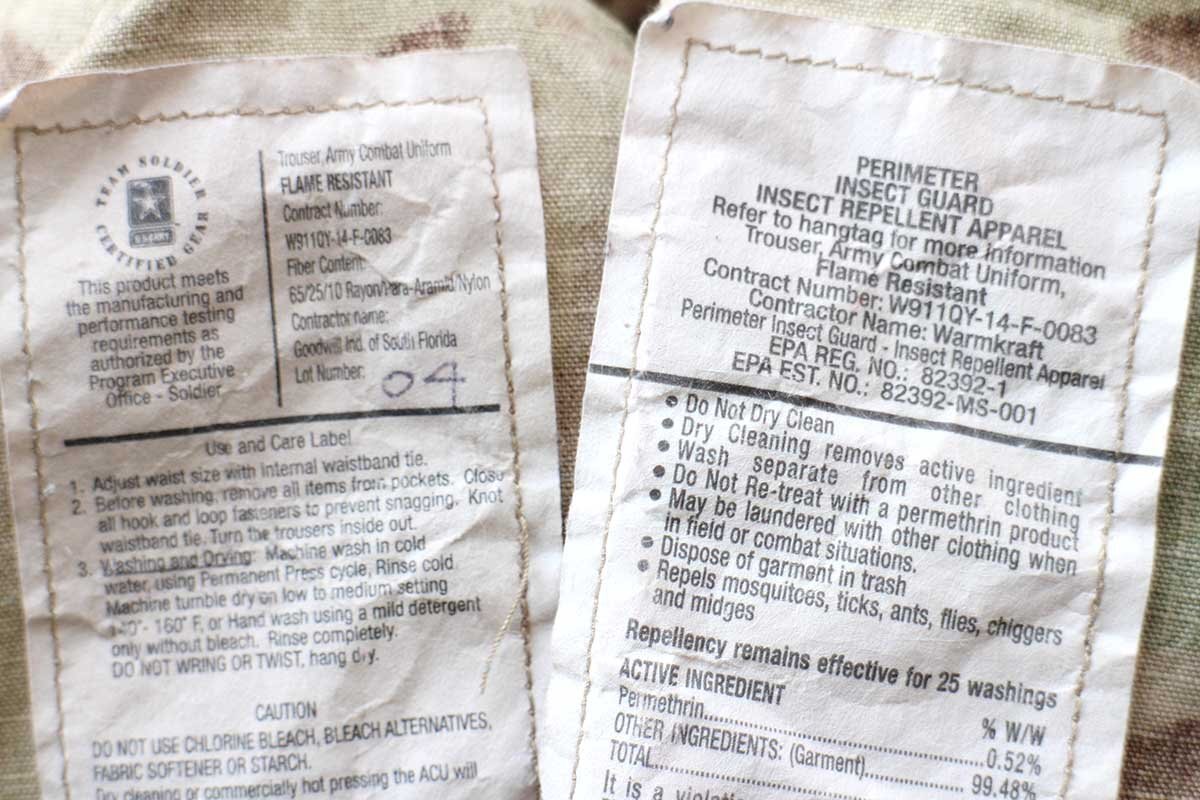 TEAM SOLDIER
CERTIFIED GEAR
U.S.ARMY
This product meets
the manufacturing and
performance testing
requirements as
authorized by the
Program Executive
Office - Soldier
Trouser, Army Combat Uniform
FLAME RESISTANT
Contract Number:
W911QY-14-F-0083
Fiber Content:
65/25/10 Rayon/Para-Aramid/Nylon
Contractor name:
Goodwill Ind. of South Florida
Lot Number: 04
Use and Care Label
1. Adjust waist size with internal waistband tie.
2. Before washing, remove all items from pockets. Close
all hook and loop fasteners to prevent snagging. Knot
waistband tie. Turn the trousers inside out.
3. Washing and Drying: Machine wash in cold
water, using Permanent Press cycle, Rinse cold
Machine tumble dry on low to medium setting
140°- 160° F, or Hand wash using a mild detergent
only without bleach. Rinse completely.
DO NOT WRING OR TWIST, hang dry.
CAUTION
DO NOT USE CHLORINE BLEACH, BLEACH ALTERNATIVES,
FABRIC SOFTENER OR STARCH.
Dry cleaning or commercially hot pressing the ACU will
PERIMETER
INSECT GUARD
INSECT REPELLENT APPAREL
Refer to hangtag for more information
Trouser, Army Combat Uniform,
Flame Resistant
Contract Number: W911QY-14-F-0083
Contractor Name: Warmkraft
Perimeter Insect Guard - Insect Repellent Apparel
EPA REG. NO.: 82392-1
EPA EST. NO.: 82392-MS-001
• Do Not Dry Clean
• Dry Cleaning removes active ingredient
• Wash separate from other clothing
• Do Not Re-treat with a permethrin product
• May be laundered with other clothing when
in field or combat situations.
• Dispose of garment in trash
• Repels mosquitoes, ticks, ants, flies, chiggers
and midges
Repellency remains effective for 25 washings
ACTIVE INGREDIENT % W/W
Permethrin..........0.52%
OTHER INGREDIENTS: (Garment)..........99.48%
TOTAL..........
It is a